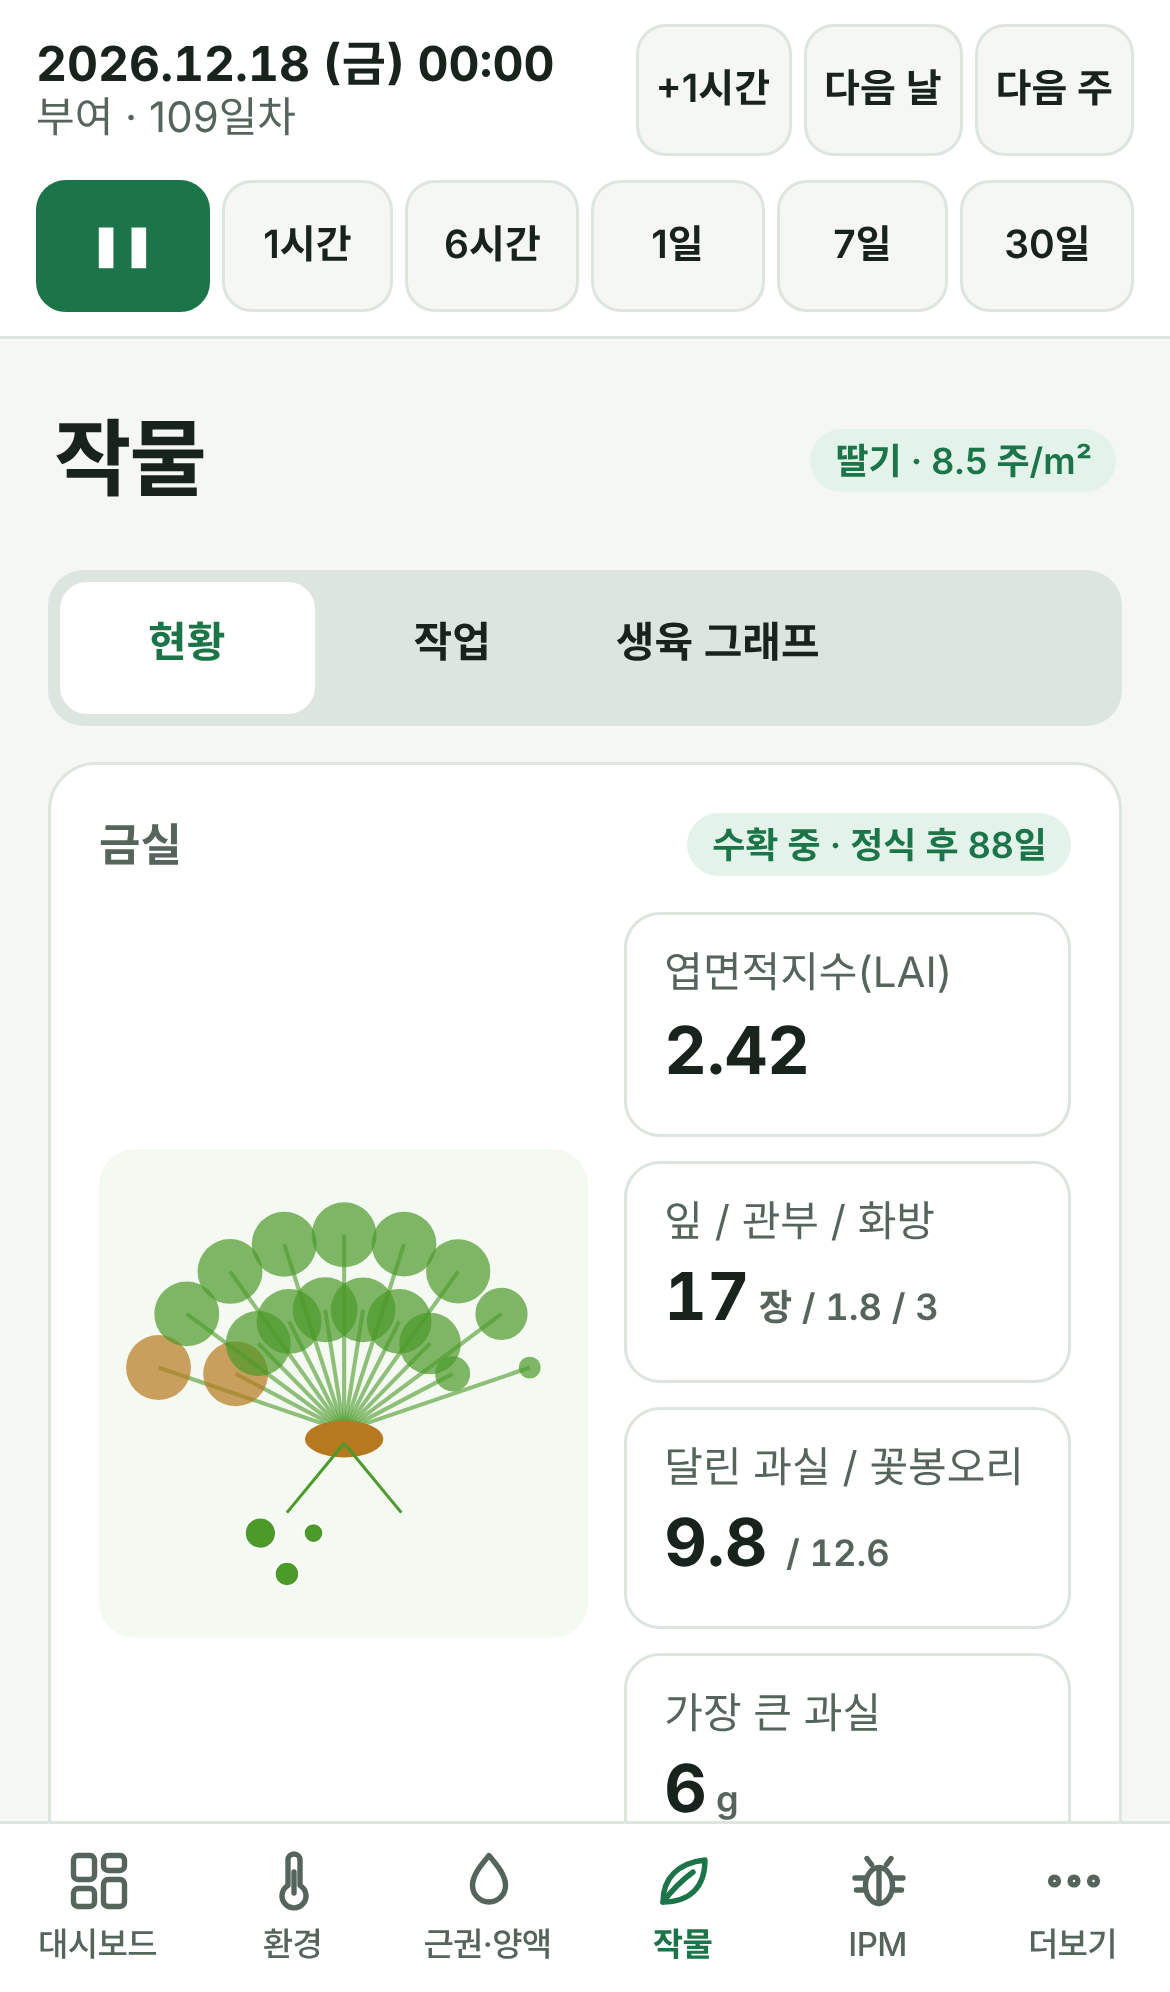 2026.12.18 (금) 00:00
부여 · 109일차
+1시간 다음 날 다음 주
1시간 6시간 1일 7일 30일
작물
딸기 · 8.5 주/m²
현황 작업 생육 그래프
금실
수확 중 · 정식 후 88일
엽면적지수(LAI)
2.42
잎 / 관부 / 화방
17 장 / 1.8 / 3
달린 과실 / 꽃봉오리
9.8 / 12.6
가장 큰 과실
6 g
대시보드 환경 근권·양액 작물 IPM 더보기